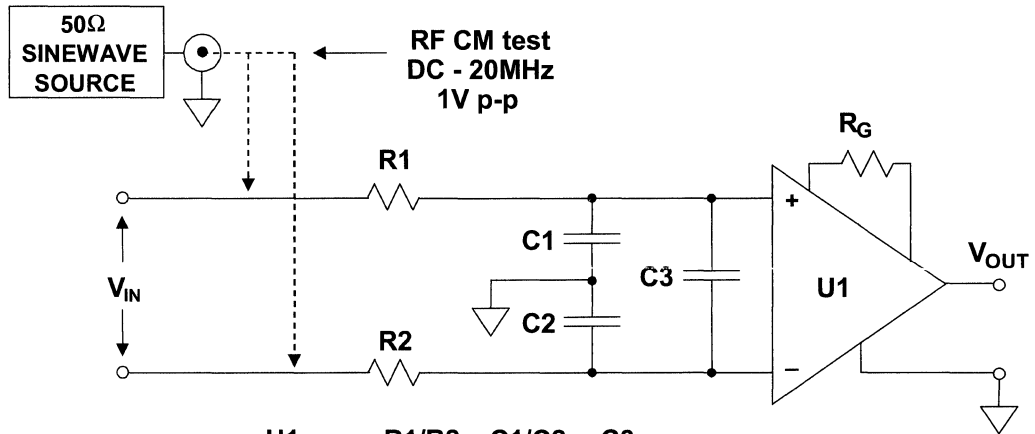 50Ω
SINEWAVE
SOURCE
RF CM test
DC - 20MHz
1V p-p
RG
R1
+
C1
VOUT
C3
VIN
U1
C2
R2
–